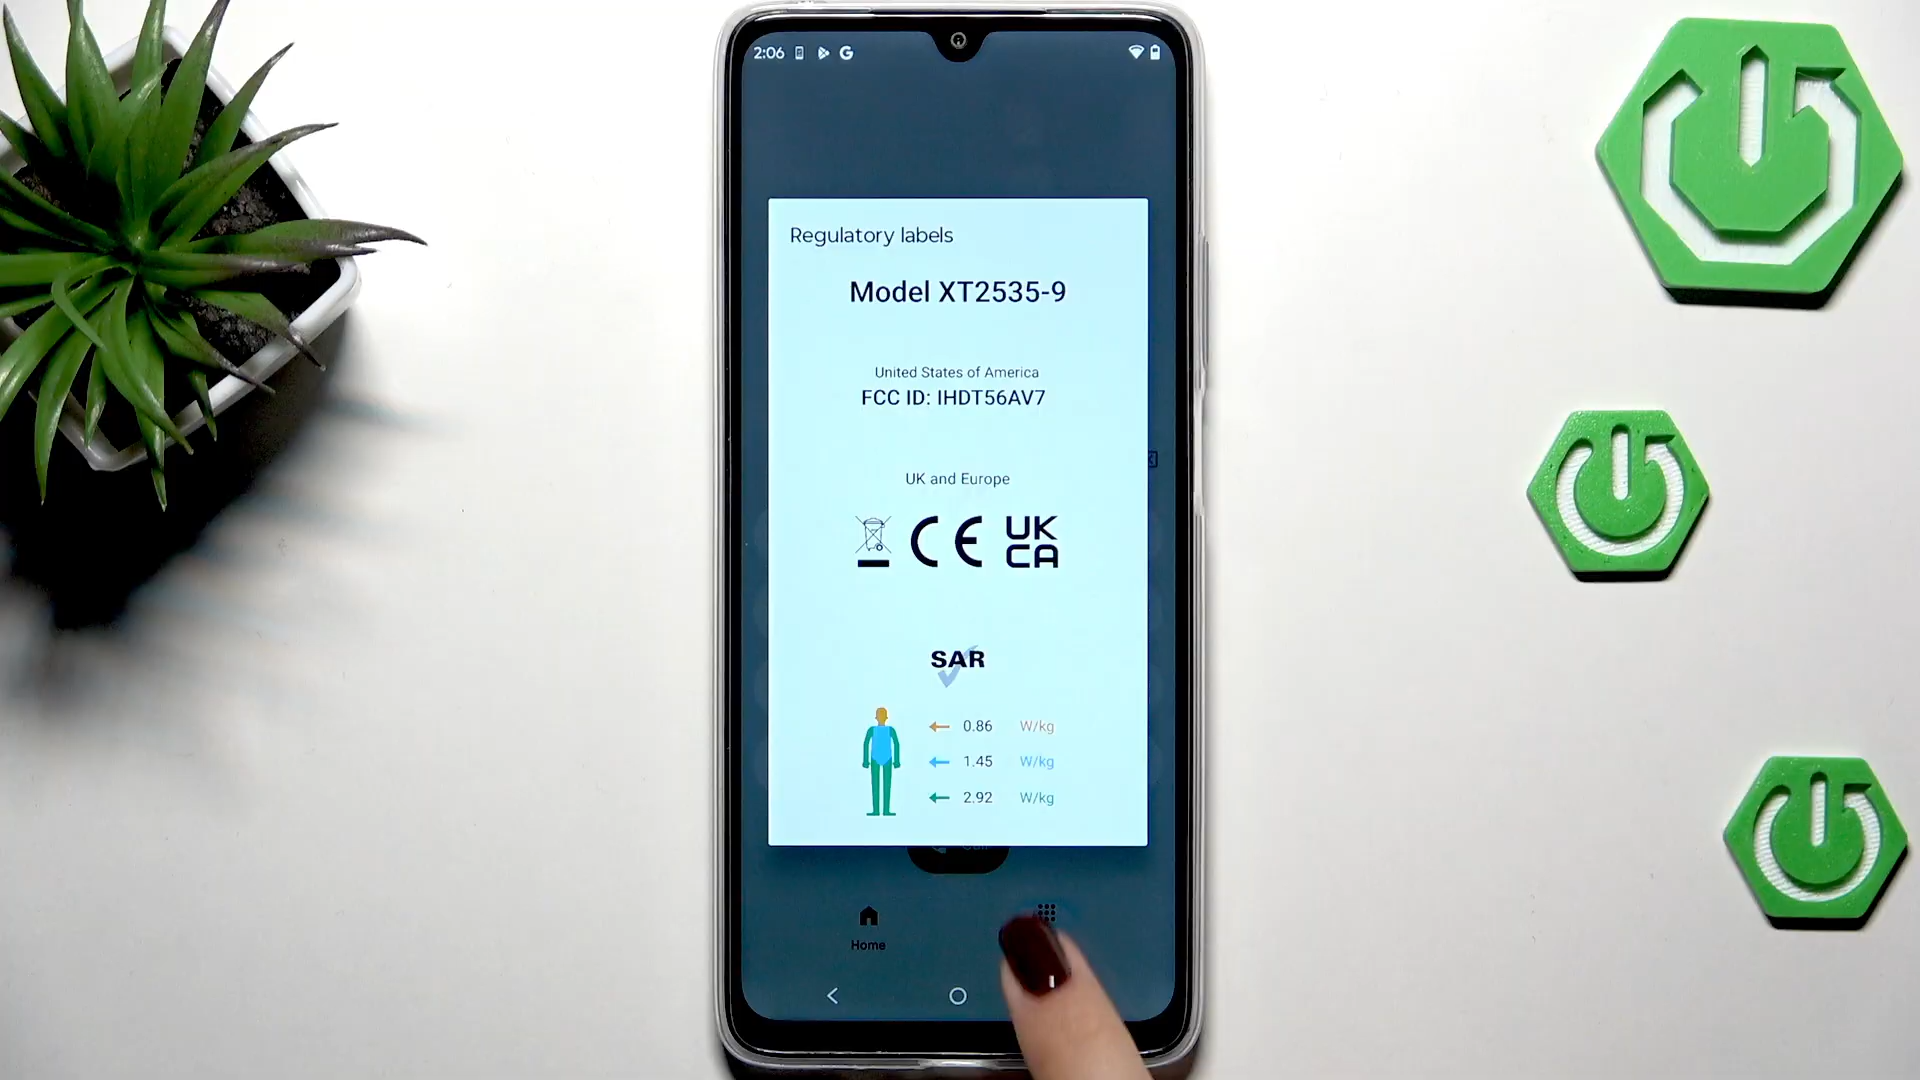 2:06
Regulatory labels
Model XT2535-9
United States of America
FCC ID: IHDT56AV7
UK and Europe
CE UK
CA
SAR
0.86 W/kg
1.45 W/kg
2.92 W/kg
Home